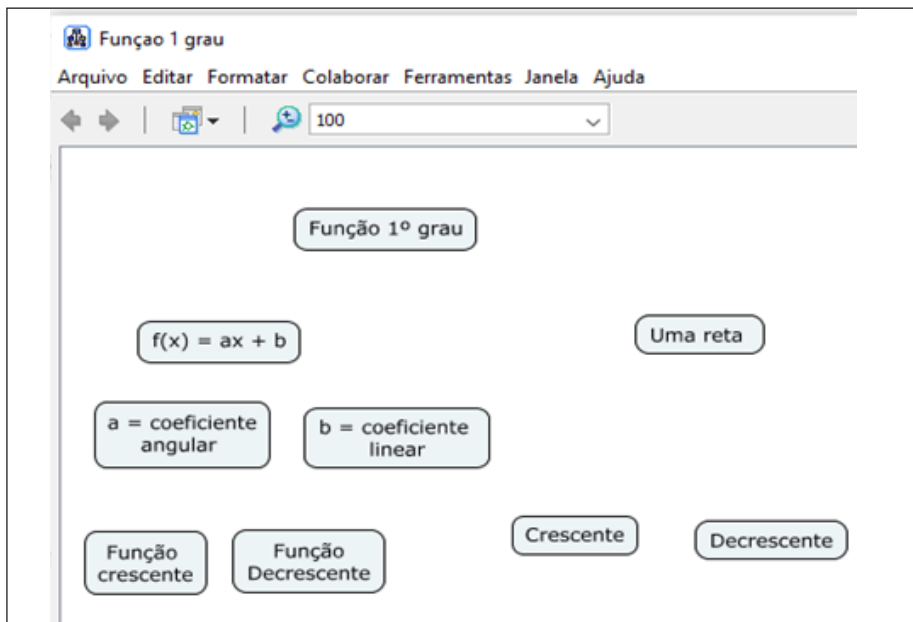 Funçao 1 grau
Arquivo Editar Formatar Colaborar Ferramentas Janela Ajuda
100
Função 1º grau
f(x) = ax + b
Uma reta
a = coeficiente
angular
b = coeficiente
linear
Função
crescente
Função
Decrescente
Crescente
Decrescente